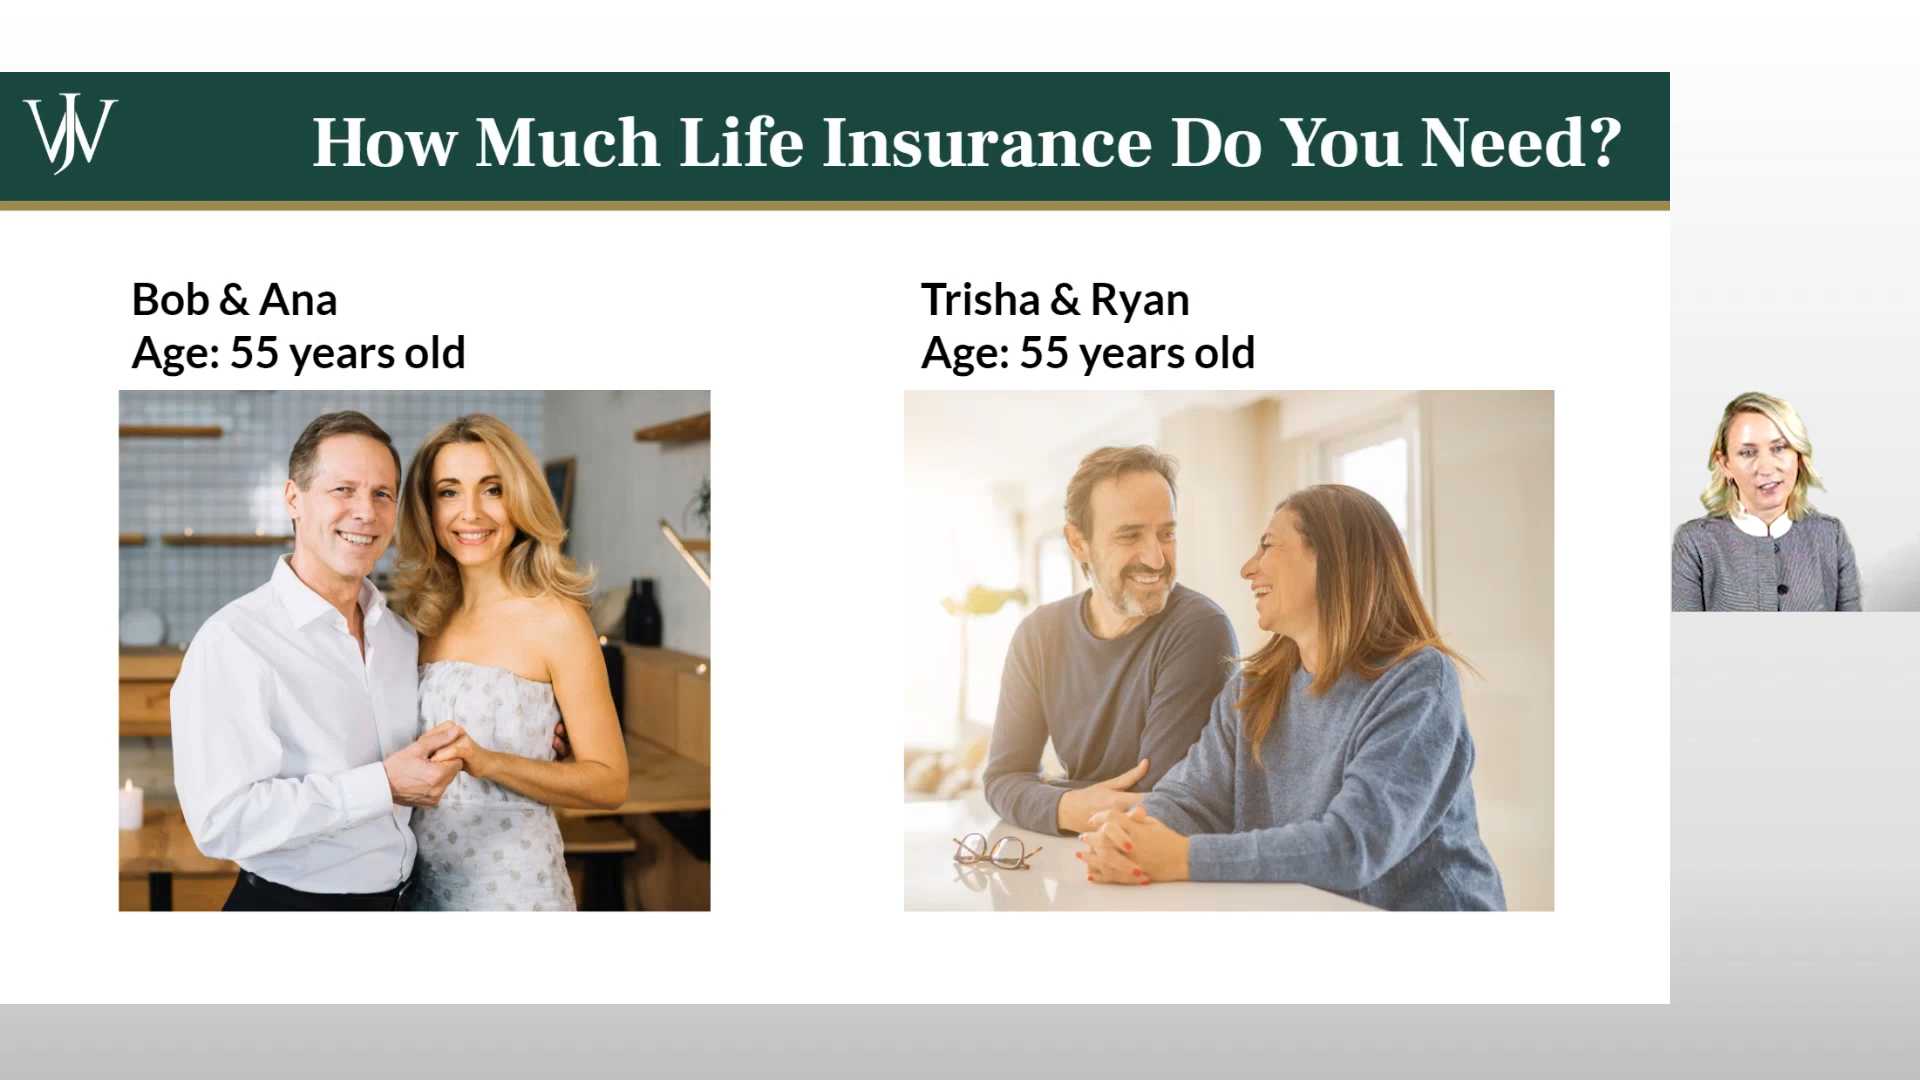 WJ
How Much Life Insurance Do You Need?
Bob & Ana
Age: 55 years old
Trisha & Ryan
Age: 55 years old